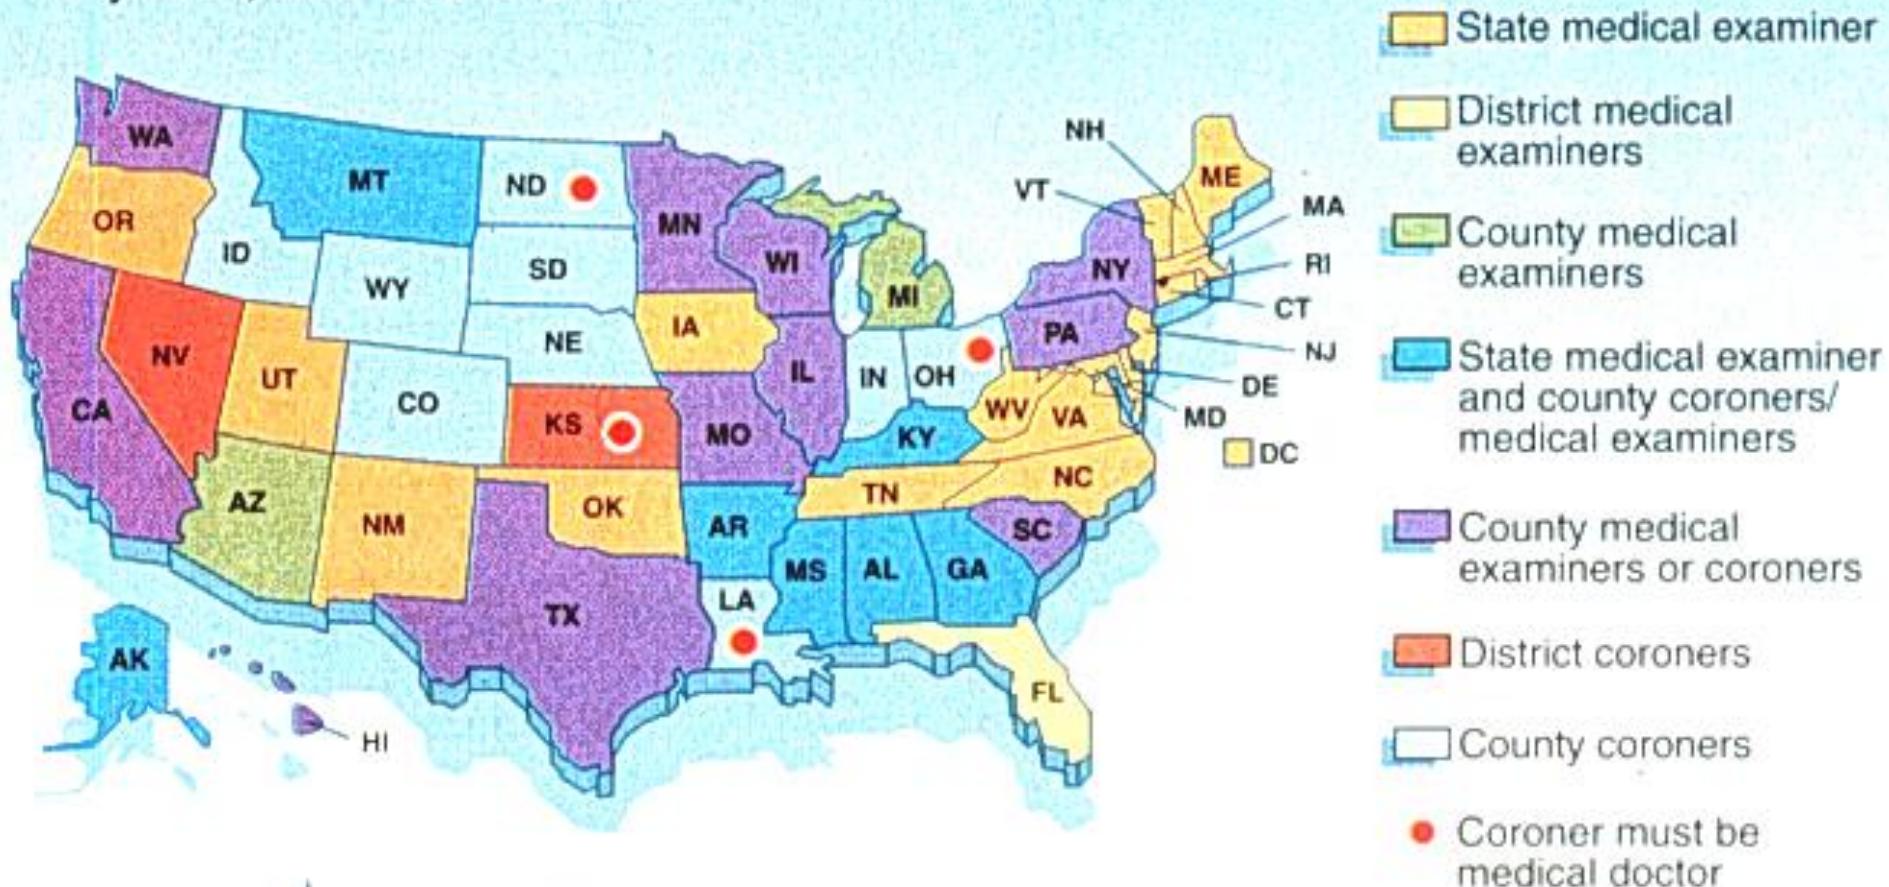 WA
MT
ND
MN
OR
ID
WY
SD
WI
MI
NY
VT
NH
ME
MA
RI
CT
NJ
DE
MD
DC
PA
CA
NV
UT
CO
NE
IA
IL
IN
OH
WV
VA
KS
MO
KY
NC
TN
AZ
NM
OK
AR
SC
MS
AL
GA
TX
LA
FL
AK
HI
State medical examiner
District medical
examiners
County medical
examiners
State medical examiner
and county coroners/
medical examiners
County medical
examiners or coroners
District coroners
County coroners
Coroner must be
medical doctor